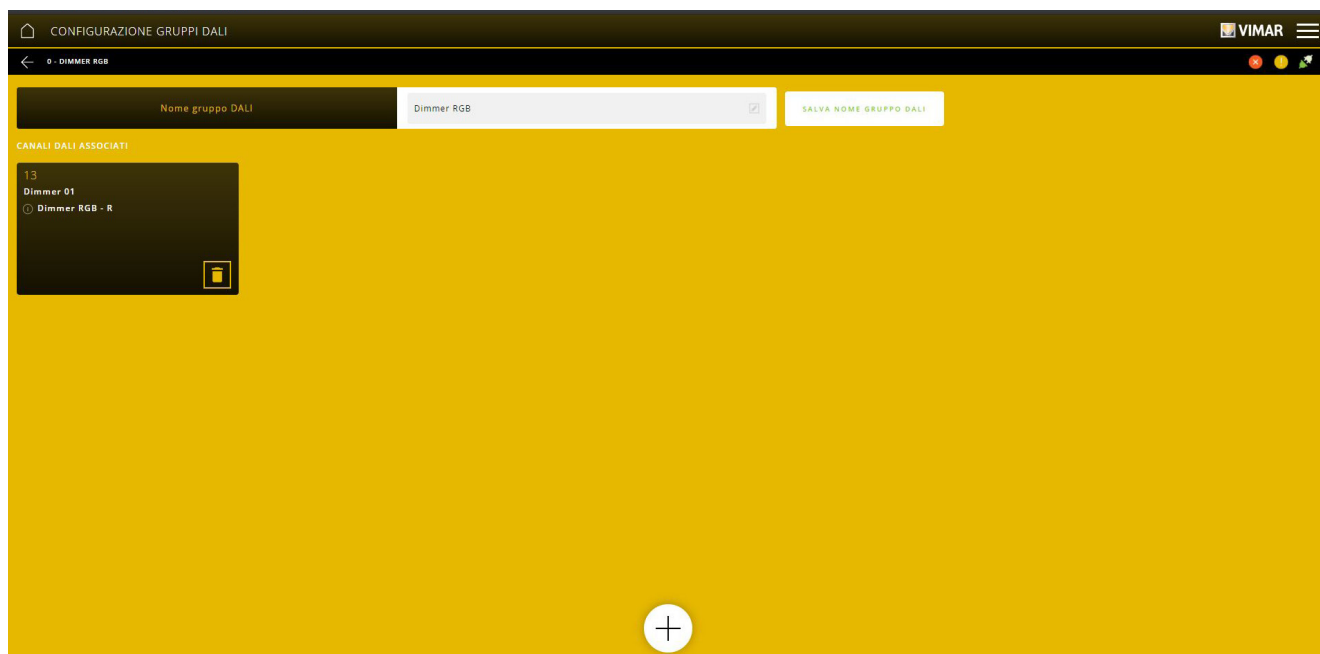 CONFIGURAZIONE GRUPPI DALI
VIMAR
0 - DIMMER RGB
Nome gruppo DALI
Dimmer RGB
SALVA NOME GRUPPO DALI
CANALI DALI ASSOCIATI
13
Dimmer 01
Dimmer RGB - R